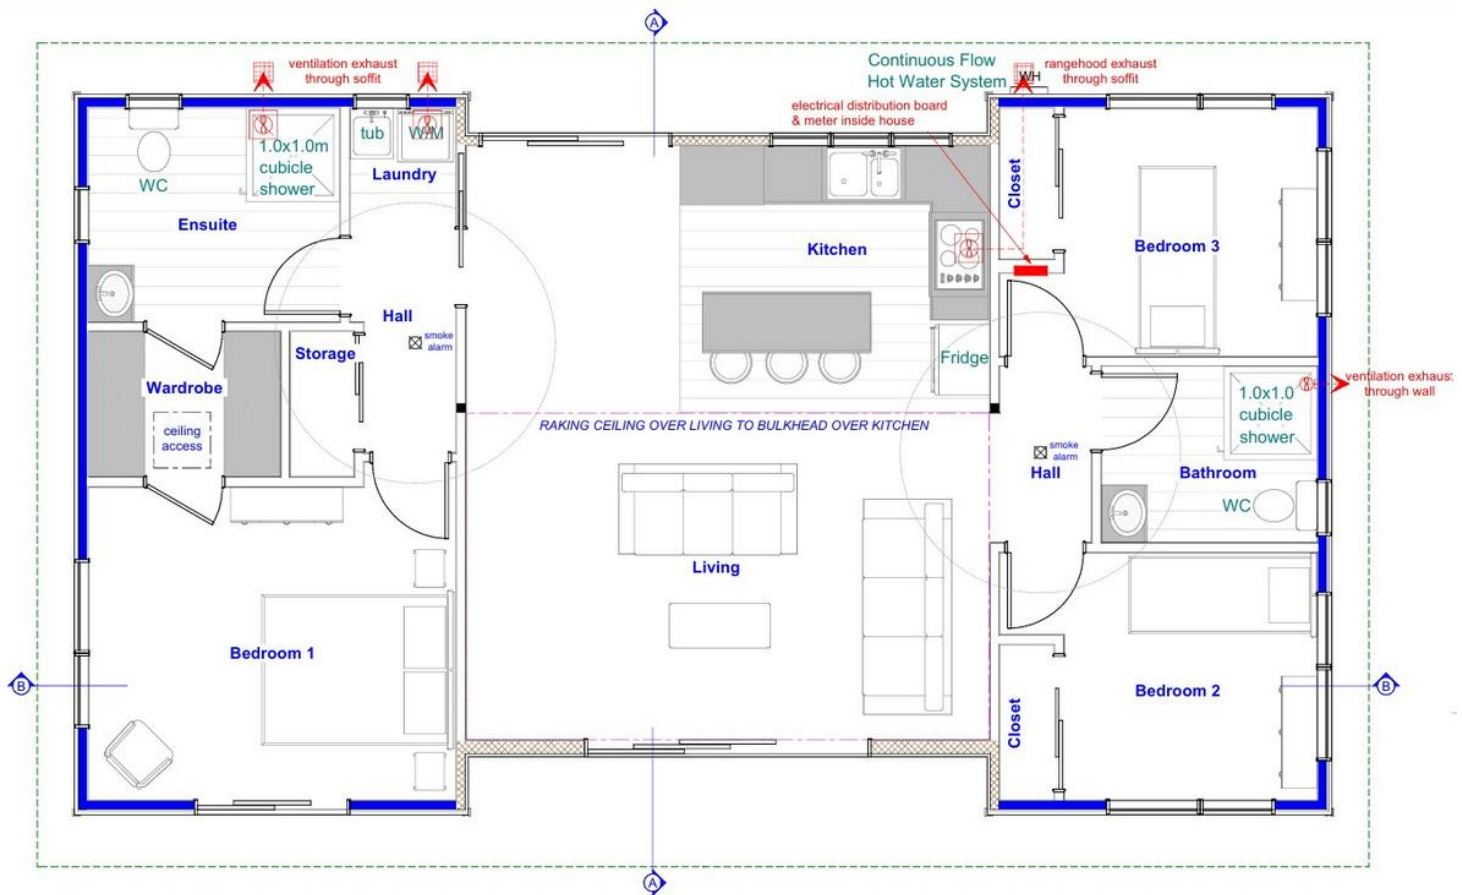 A
ventilation exhaust
through soffit
Continuous Flow
Hot Water System
WH
rangehood exhaust
through soffit
electrical distribution board
& meter inside house
tub
W/M
1.0x1.0m
cubicle
shower
WC
Laundry
Ensuite
Closet
Kitchen
Bedroom 3
Hall
smoke
alarm
Storage
Fridge
Wardrobe
ceiling
access
ventilation exhaust
through wall
1.0x1.0
cubicle
shower
RAKING CEILING OVER LIVING TO BULKHEAD OVER KITCHEN
smoke
alarm
Hall
Bathroom
WC
Living
Bedroom 1
B
B
Bedroom 2
Closet
A